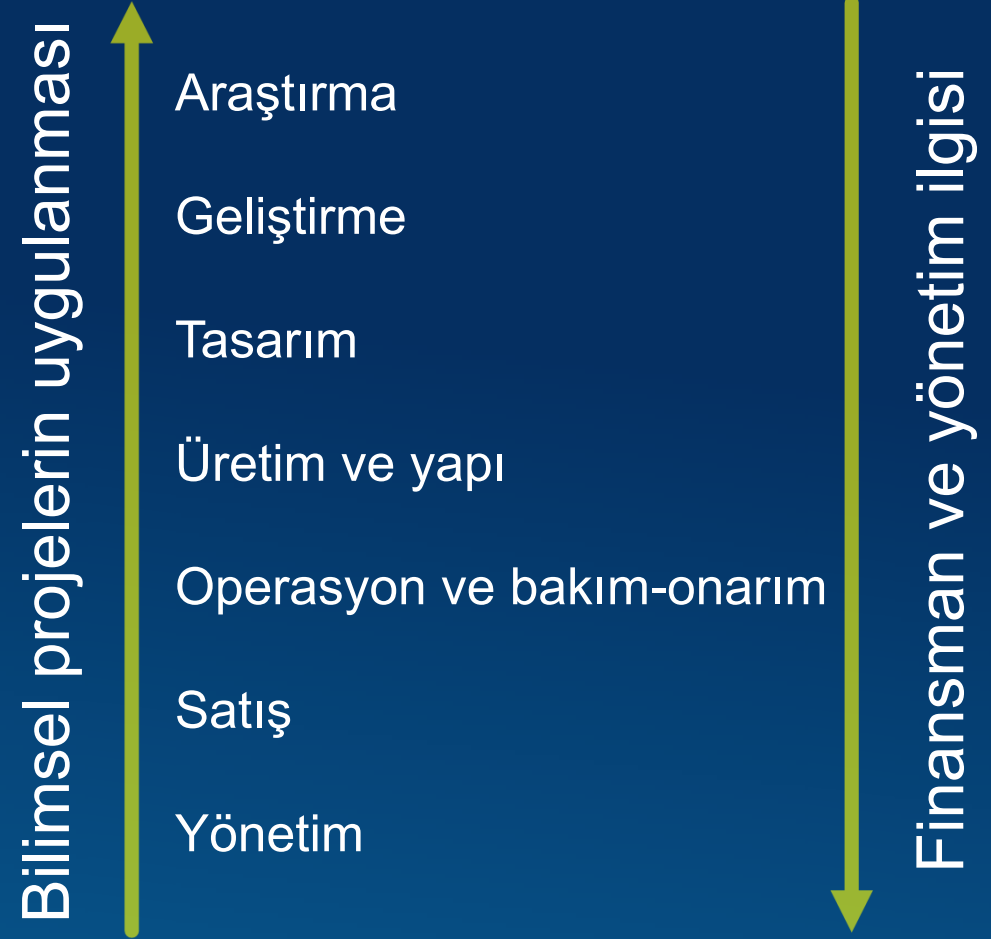 Bilimsel projelerin uygulanması
Araştırma
Geliştirme
Tasarım
Üretim ve yapı
Operasyon ve bakım-onarım
Satış
Yönetim
Finansman ve yönetim ilgisi